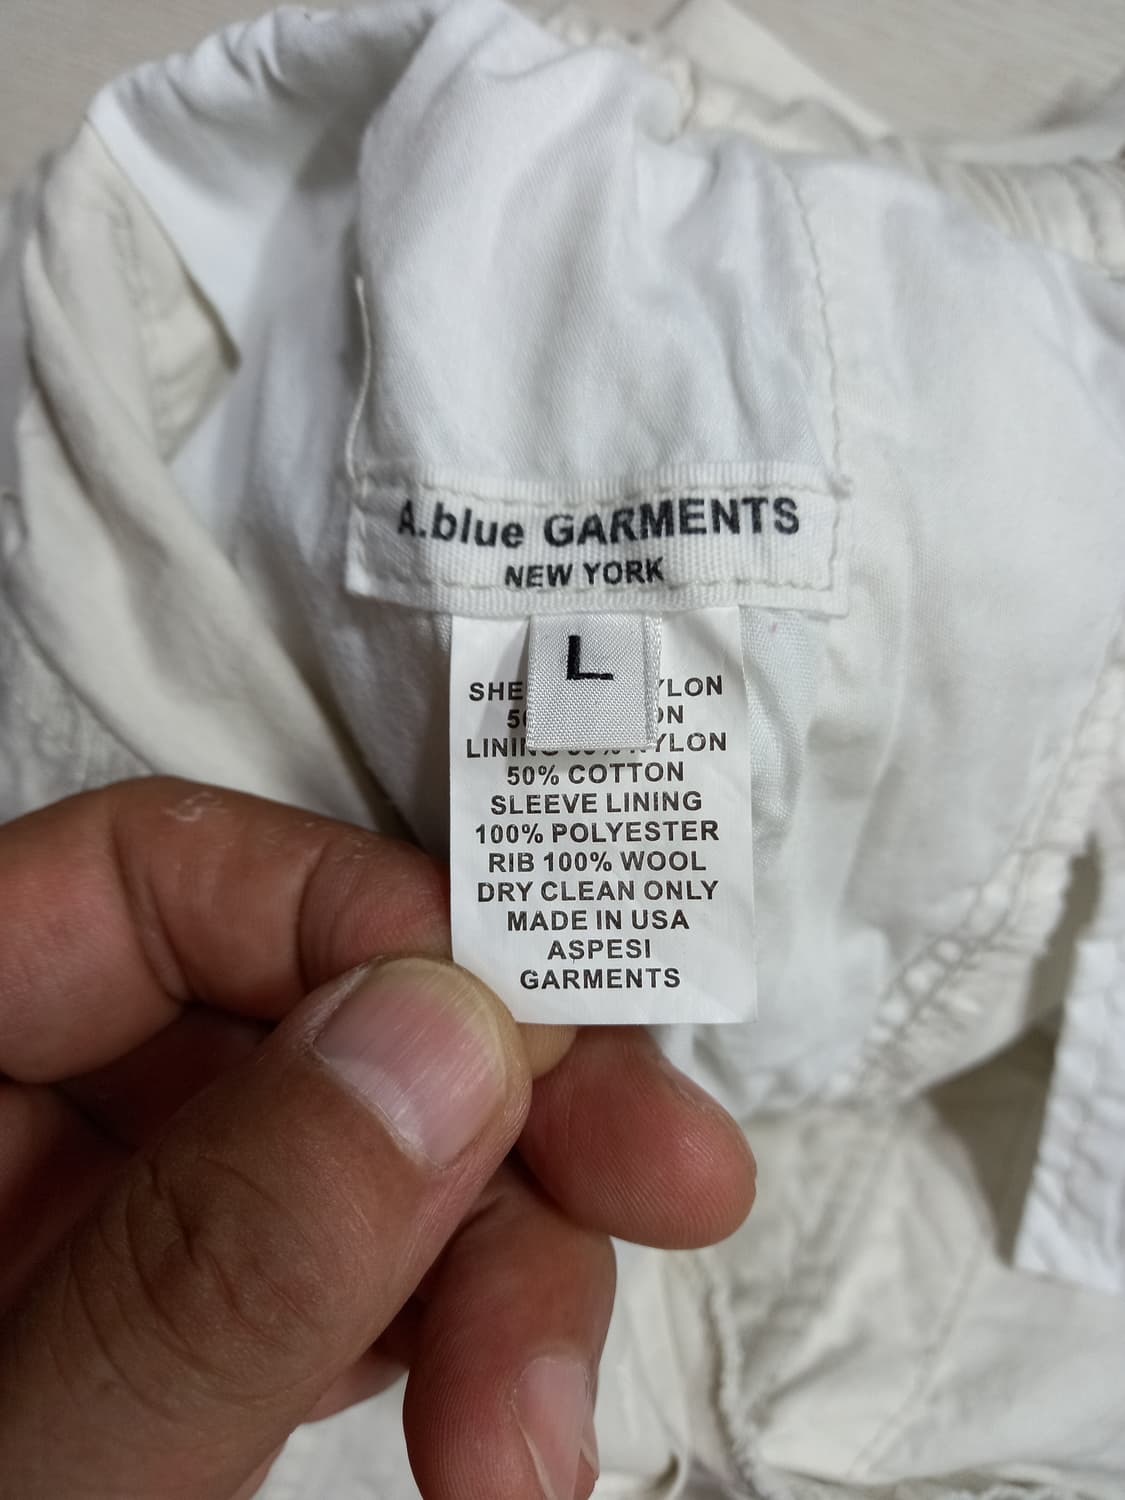 A.blue GARMENTS
NEW YORK
L
50% COTTON
SLEEVE LINING
100% POLYESTER
RIB 100% WOOL
DRY CLEAN ONLY
MADE IN USA
ASPESI
GARMENTS